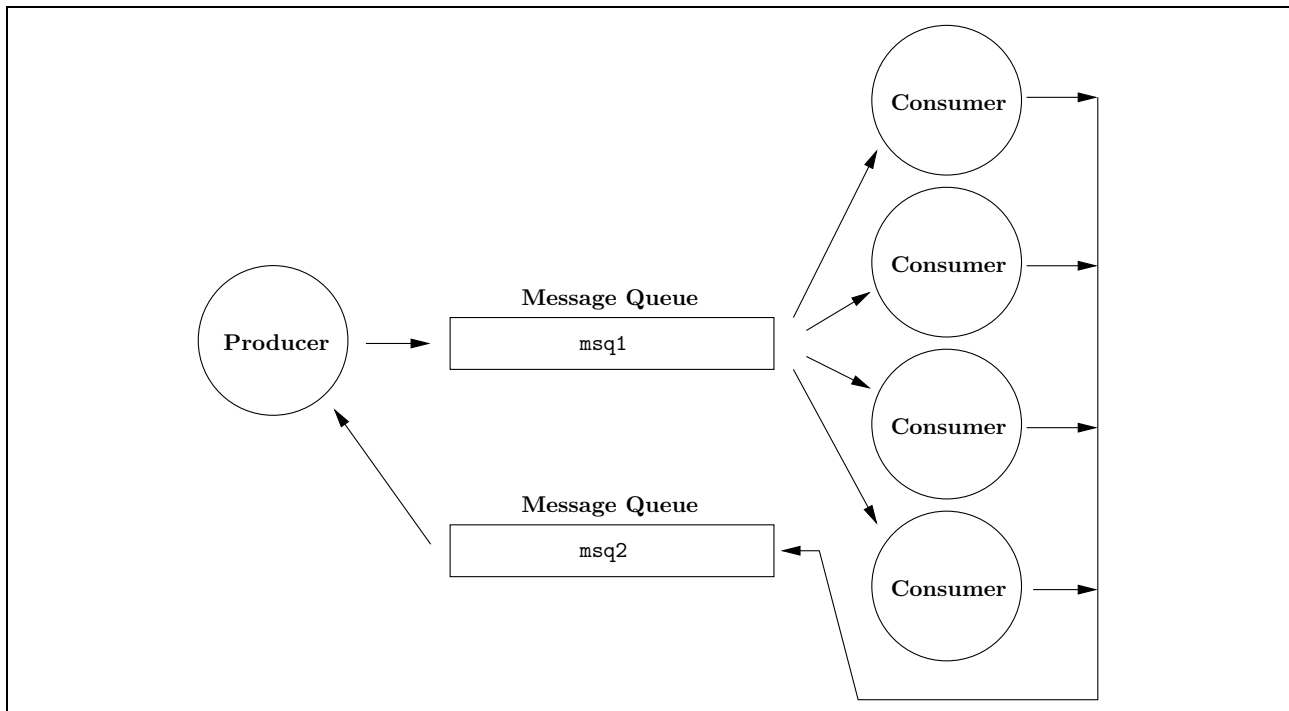 Consumer
Consumer
Message Queue
Producer
msq1
Consumer
Message Queue
msq2
Consumer